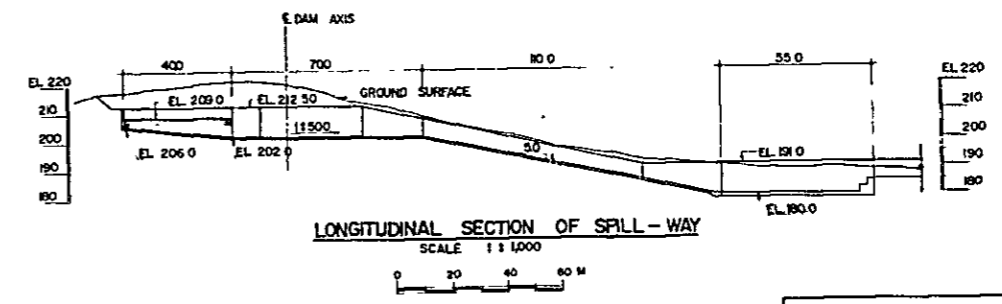 ℄ DAM AXIS
400 700 110.0 55.0
EL 220 EL 220
GROUND SURFACE
EL 209.0 EL 212.50
210 210
1:500
200 200
EL 206.0 EL 202.0
5.0
EL 191.0
190 190
180 180
EL 180.0
LONGITUDINAL SECTION OF SPILL-WAY
SCALE 1:1,000
0 20 40 60 M